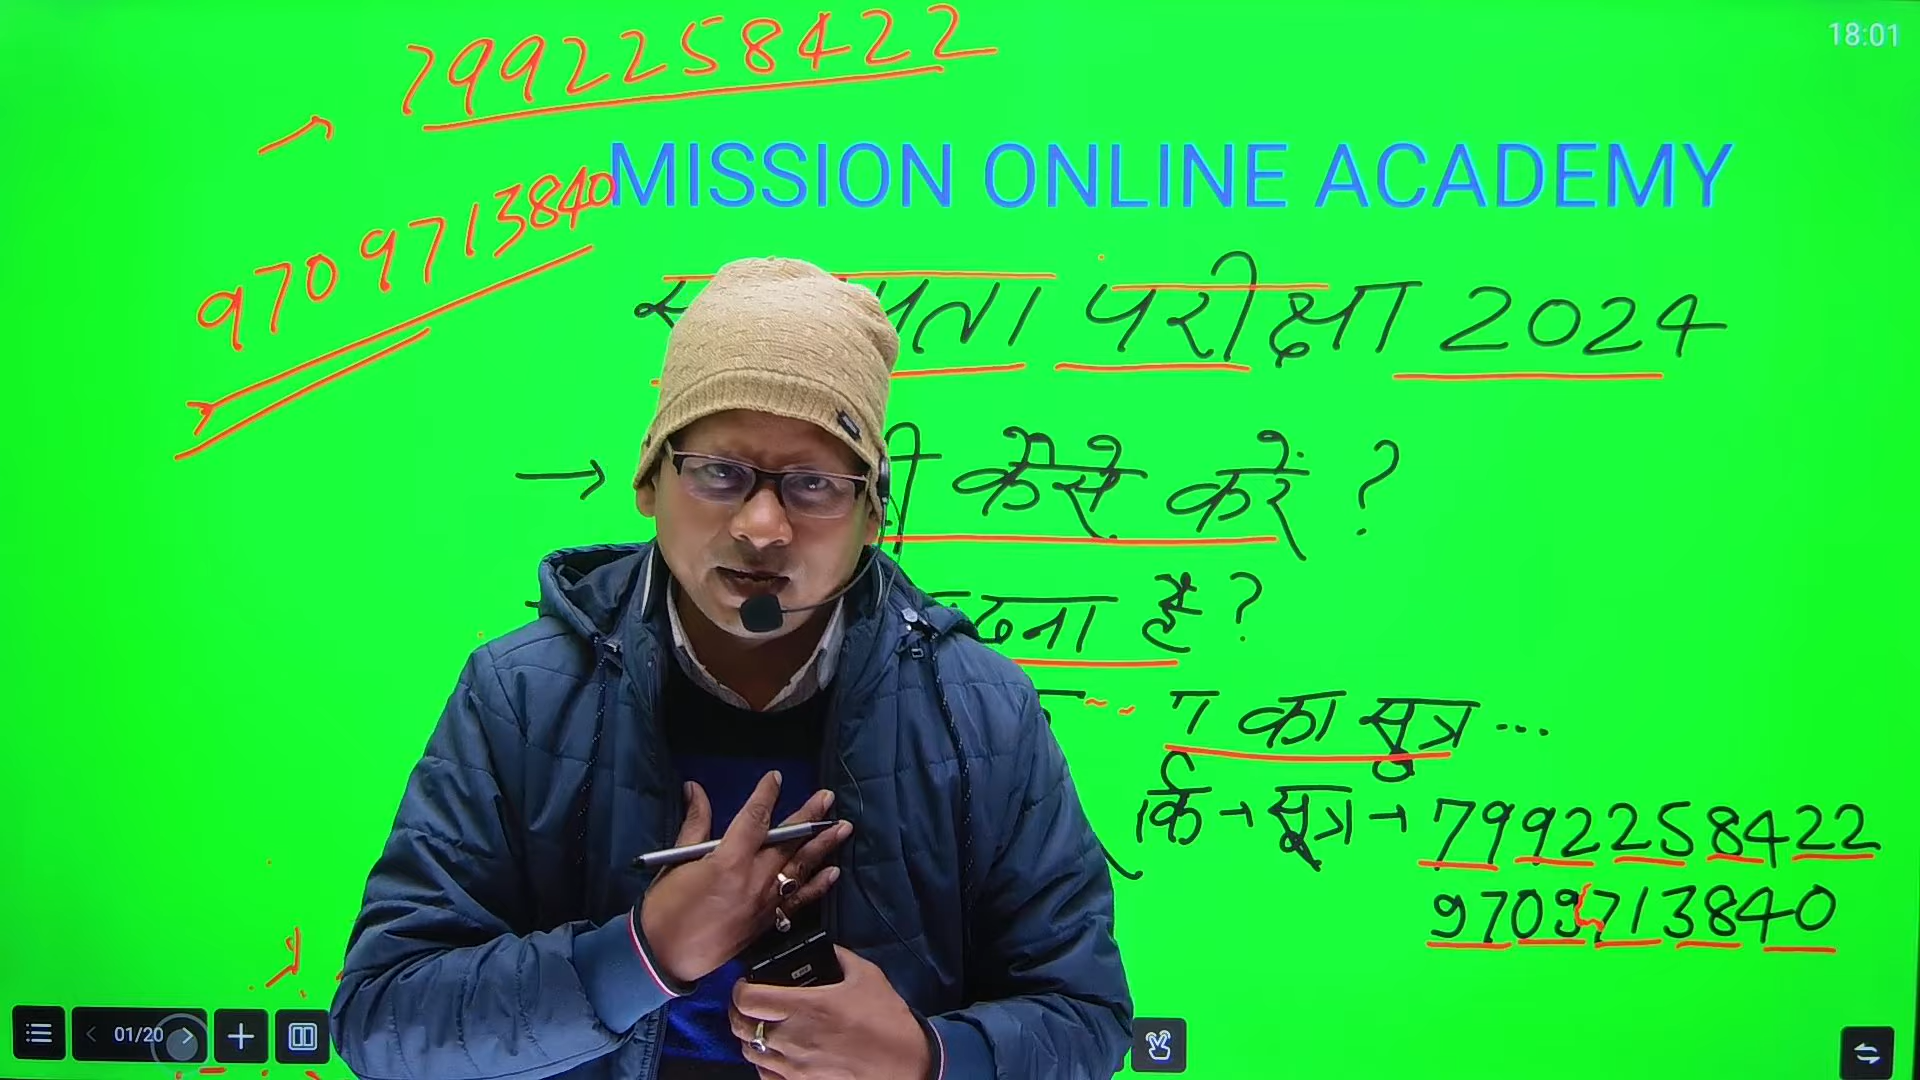 18:01
7992258422
9709713840
MISSION ONLINE ACADEMY
परीक्षा 2024
→ कैसे करें ?
है ?
का सूत्र ...
→ सूत्र → 7992258422
9709713840
01/20